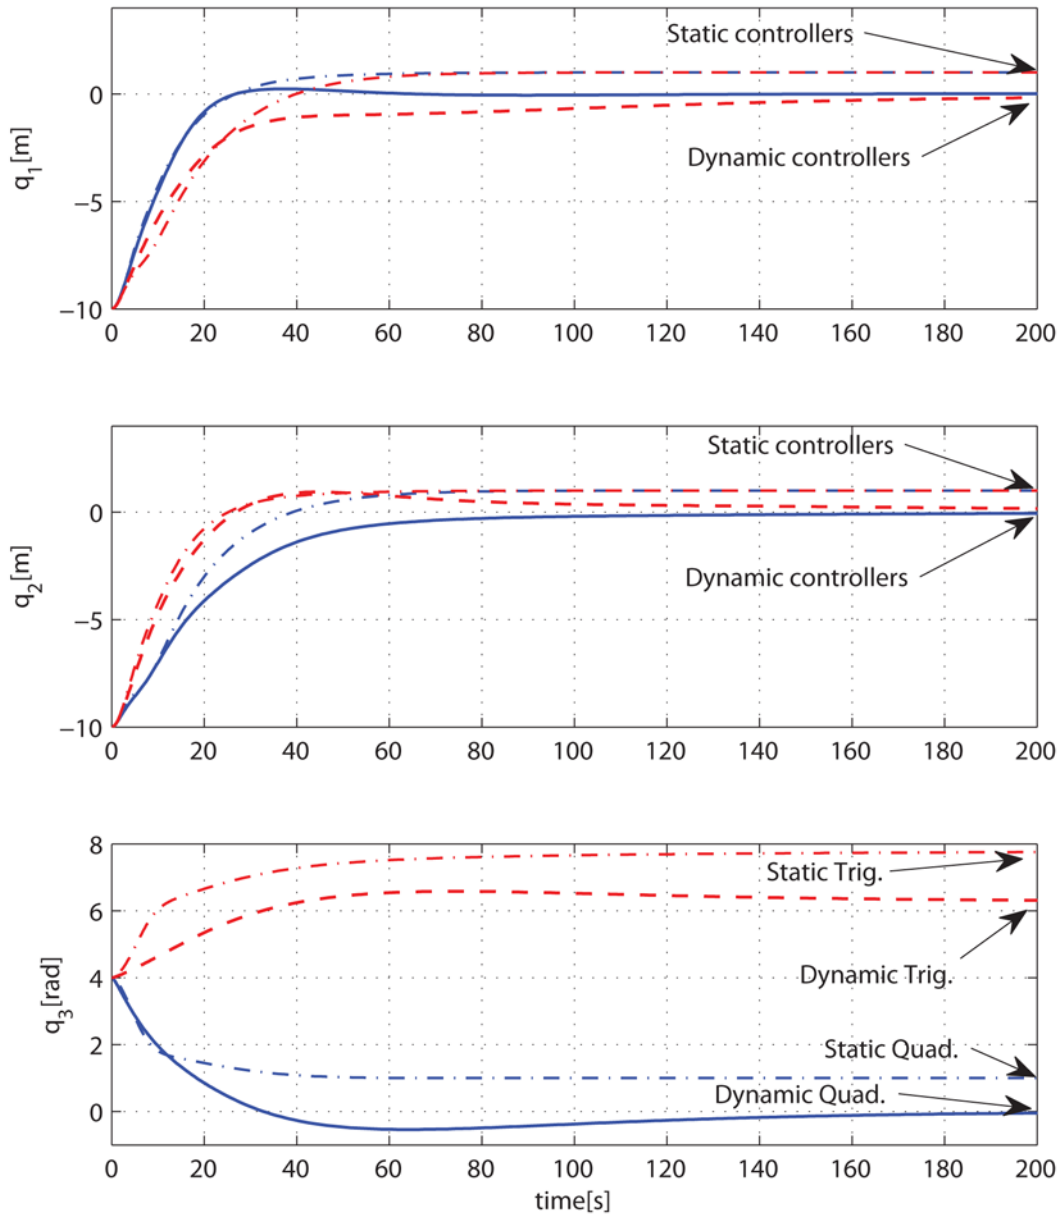 Static controllers
0
Dynamic controllers
−5
−10
q1[m]
0 20 40 60 80 100 120 140 160 180 200
Static controllers
0
Dynamic controllers
−5
−10
q2[m]
0 20 40 60 80 100 120 140 160 180 200
8
Static Trig.
6
Dynamic Trig.
4
q3[rad]
2
Static Quad.
Dynamic Quad.
0
0 20 40 60 80 100 120 140 160 180 200
time[s]